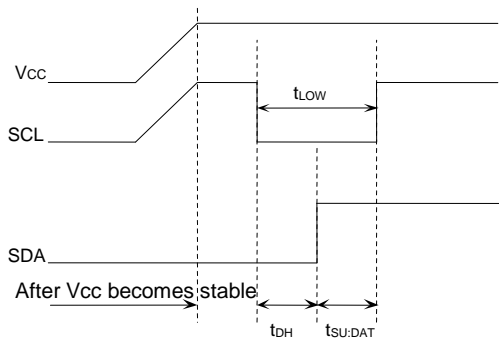 VCC
tLOW
SCL
SDA
After Vcc becomes stable
tDH
tSU;DAT